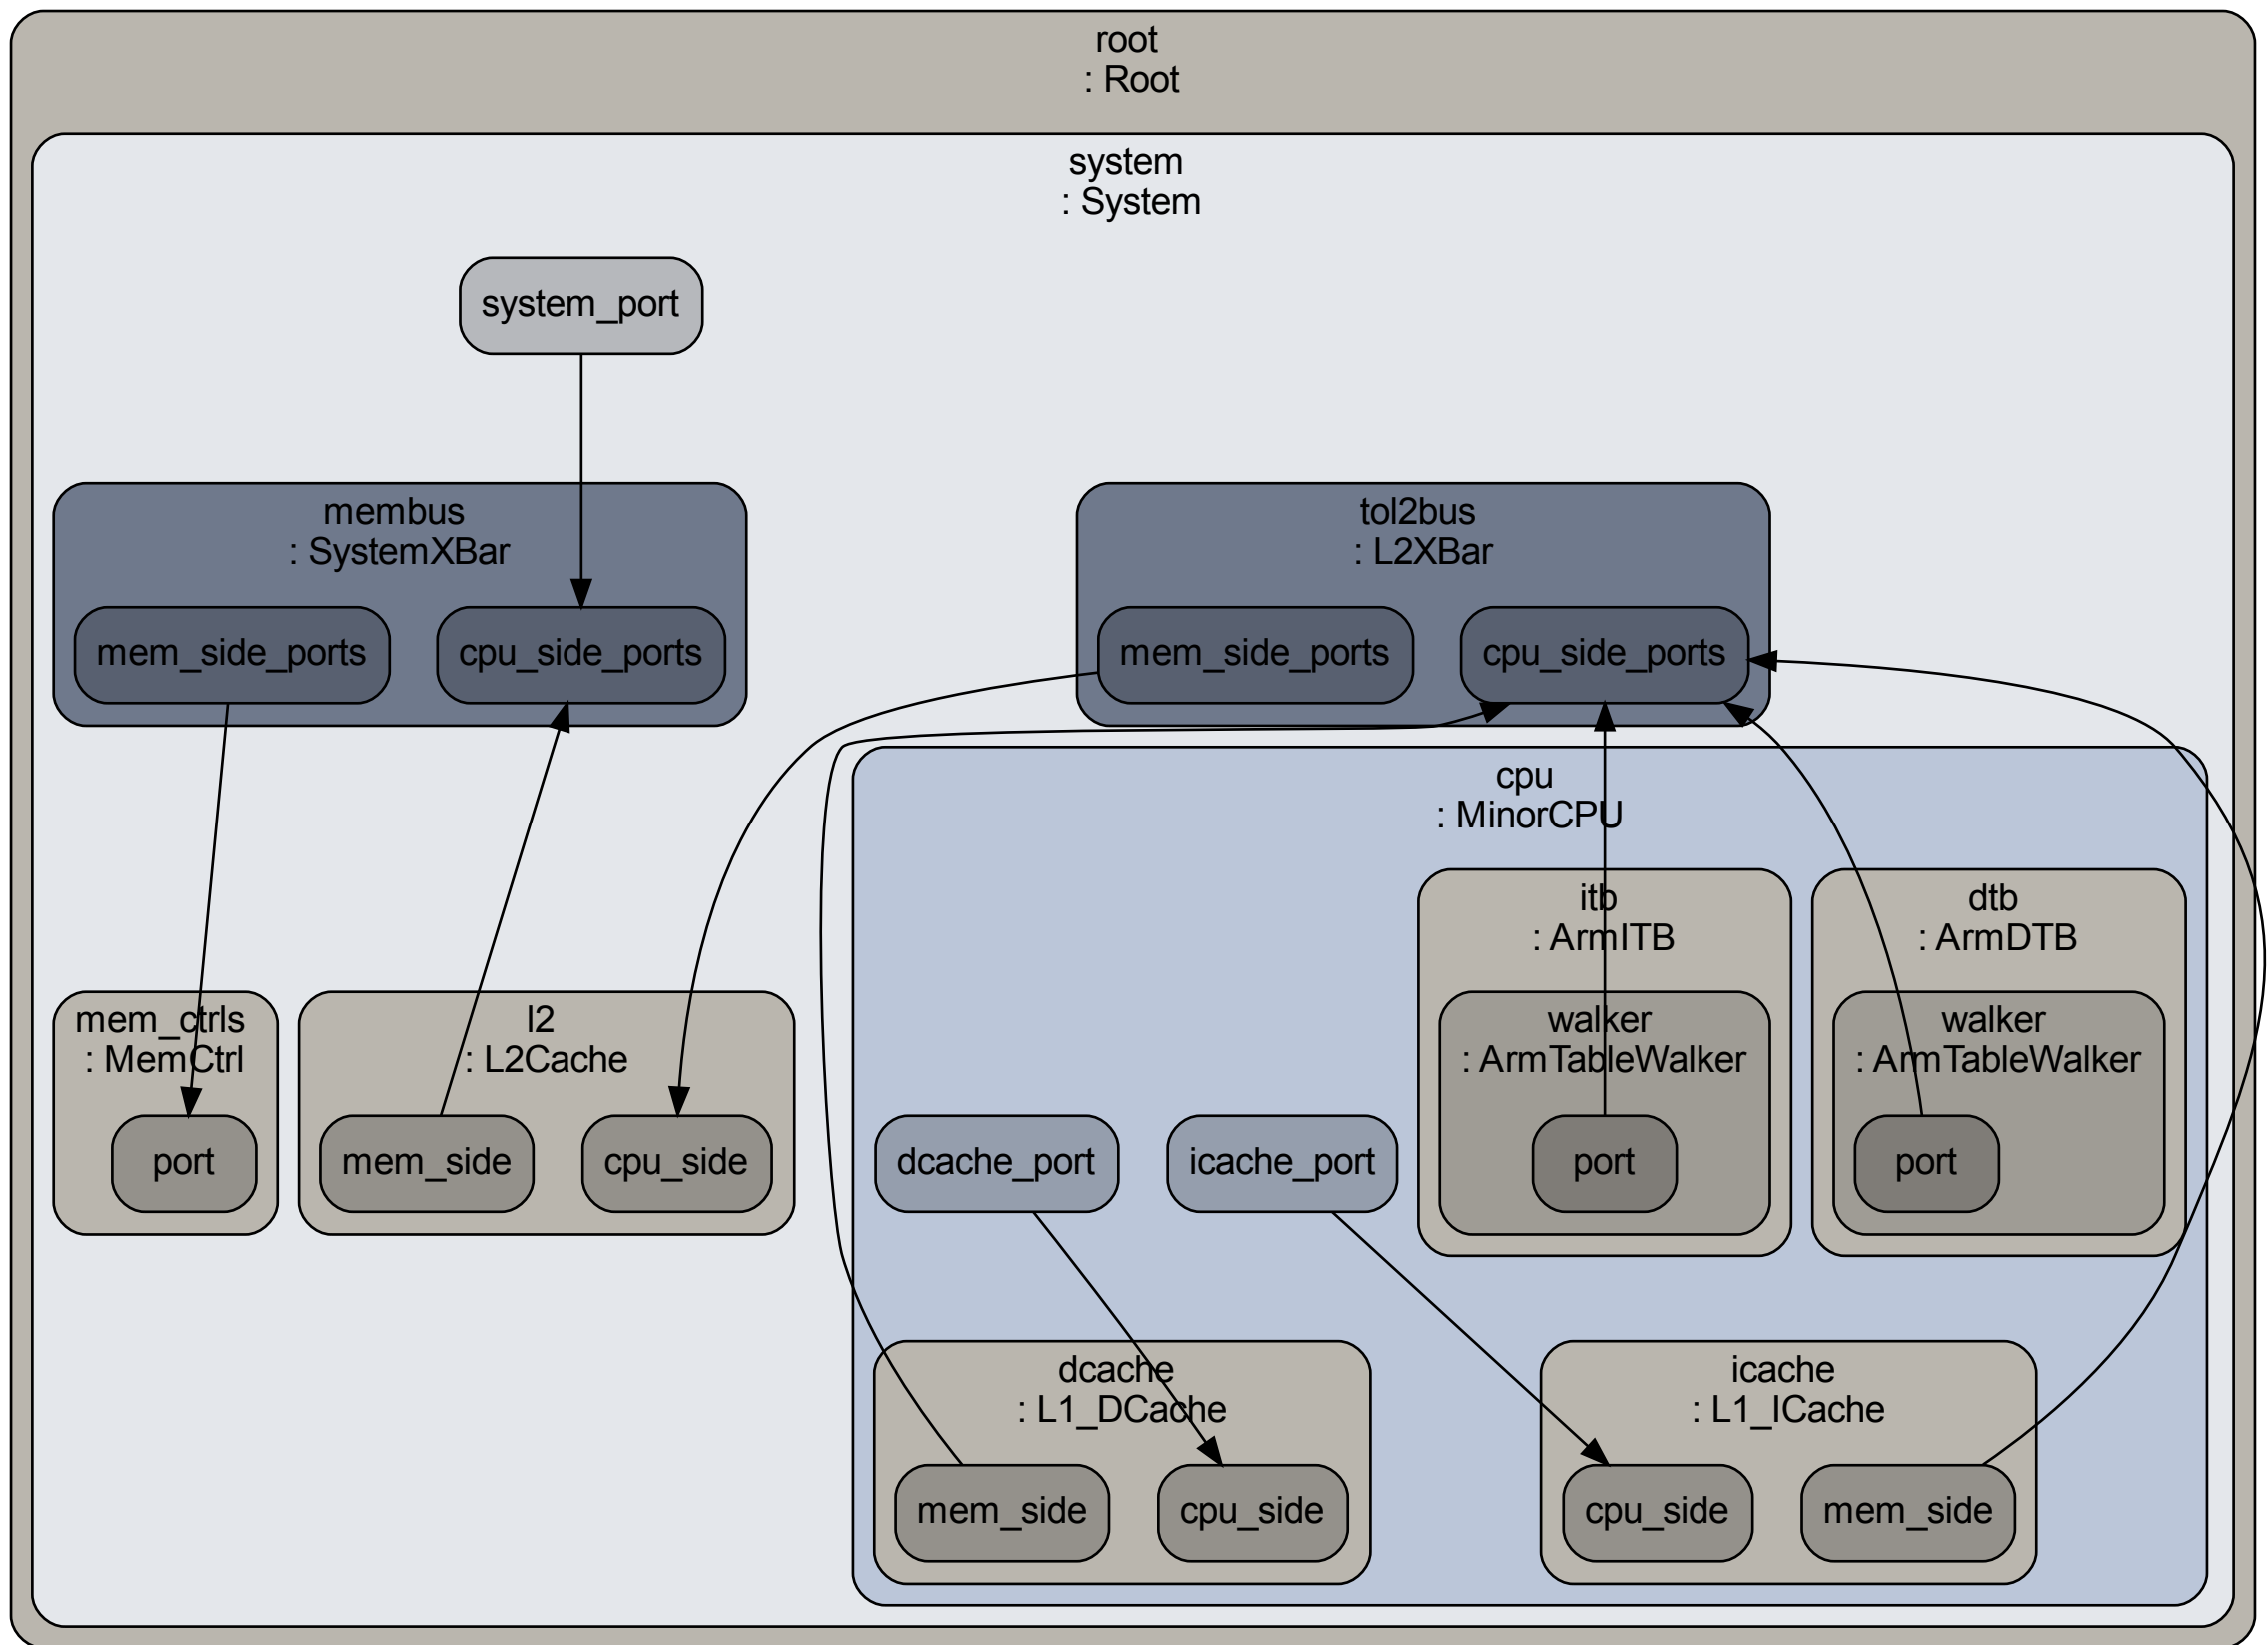 root
: Root
system
: System
system_port
membus
: SystemXBar
mem_side_ports
cpu_side_ports
tol2bus
: L2XBar
mem_side_ports
cpu_side_ports
cpu
: MinorCPU
itb
: ArmITB
walker
: ArmTableWalker
port
dtb
: ArmDTB
walker
: ArmTableWalker
port
mem_ctrls
: MemCtrl
port
l2
: L2Cache
mem_side
cpu_side
dcache_port
icache_port
dcache
: L1_DCache
mem_side
cpu_side
icache
: L1_ICache
cpu_side
mem_side